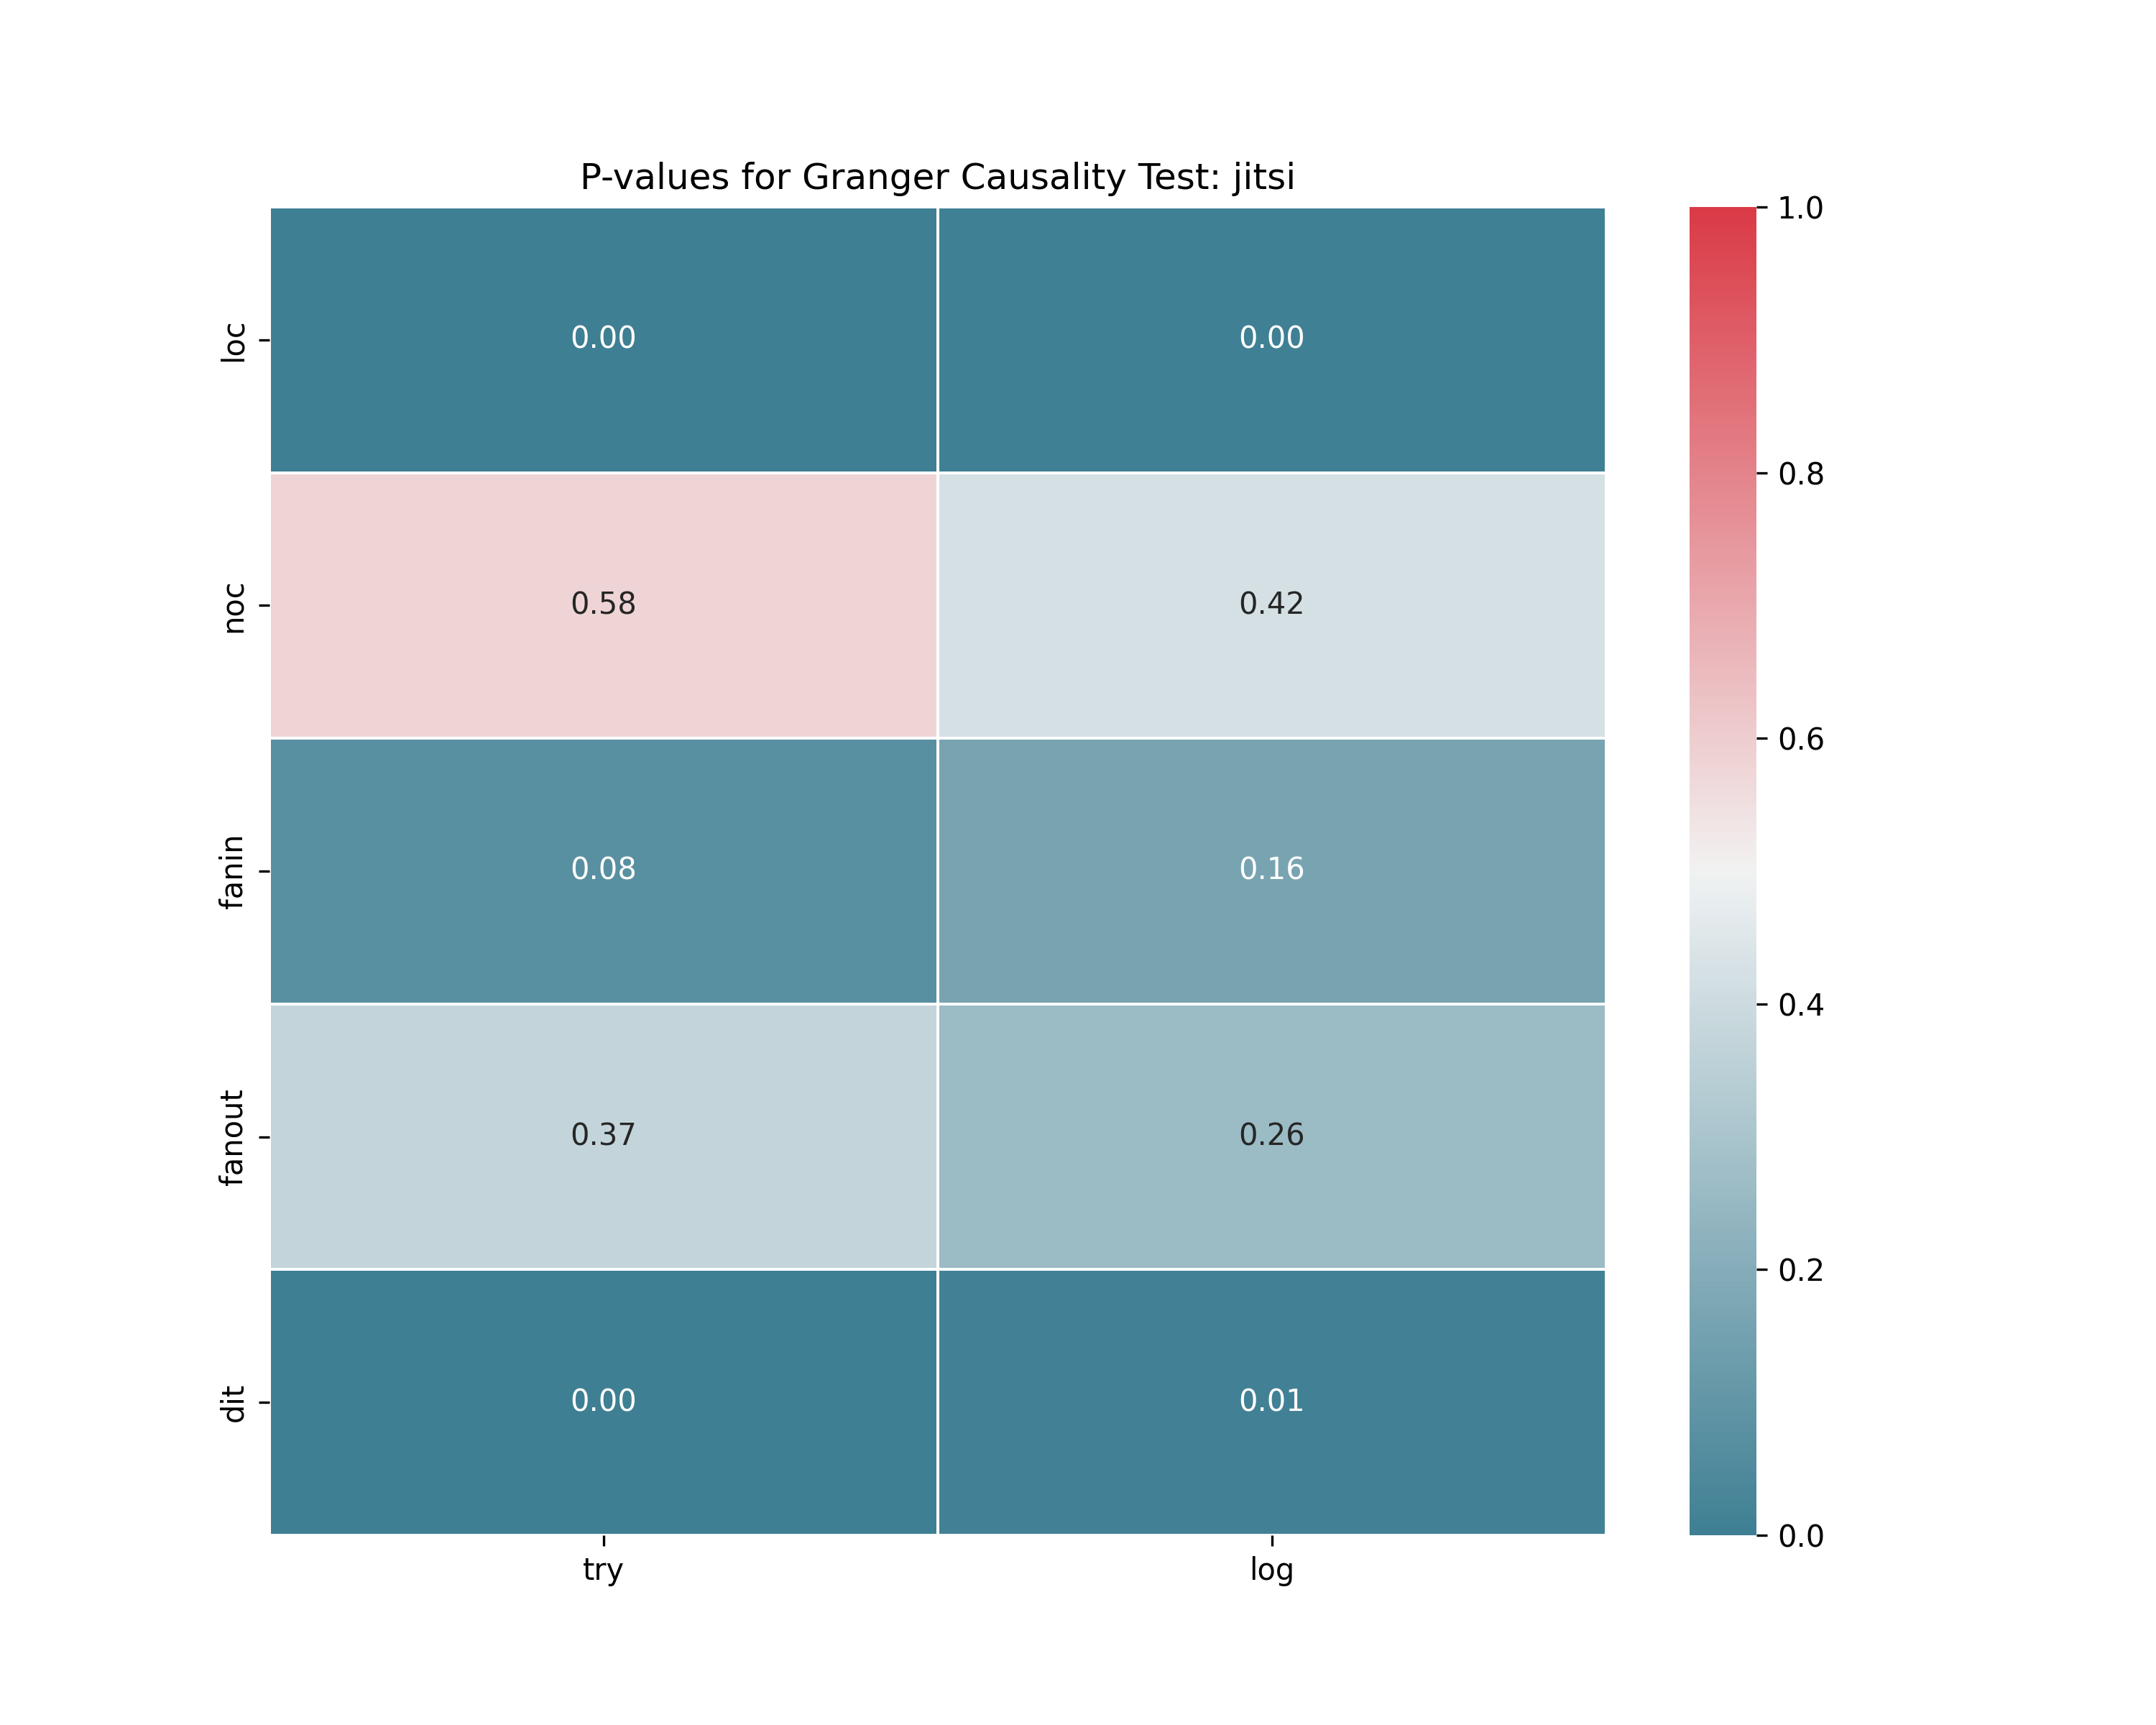 P-values for Granger Causality Test: jitsi
loc
0.00 0.00
noc
0.58 0.42
fanin
0.08 0.16
fanout
0.37 0.26
dit
0.00 0.01
try log
1.0
0.8
0.6
0.4
0.2
0.0